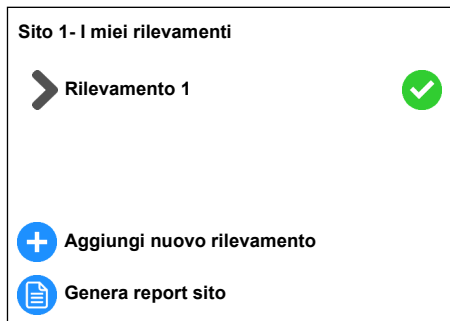 Sito 1- I miei rilevamenti
Rilevamento 1
Aggiungi nuovo rilevamento
Genera report sito